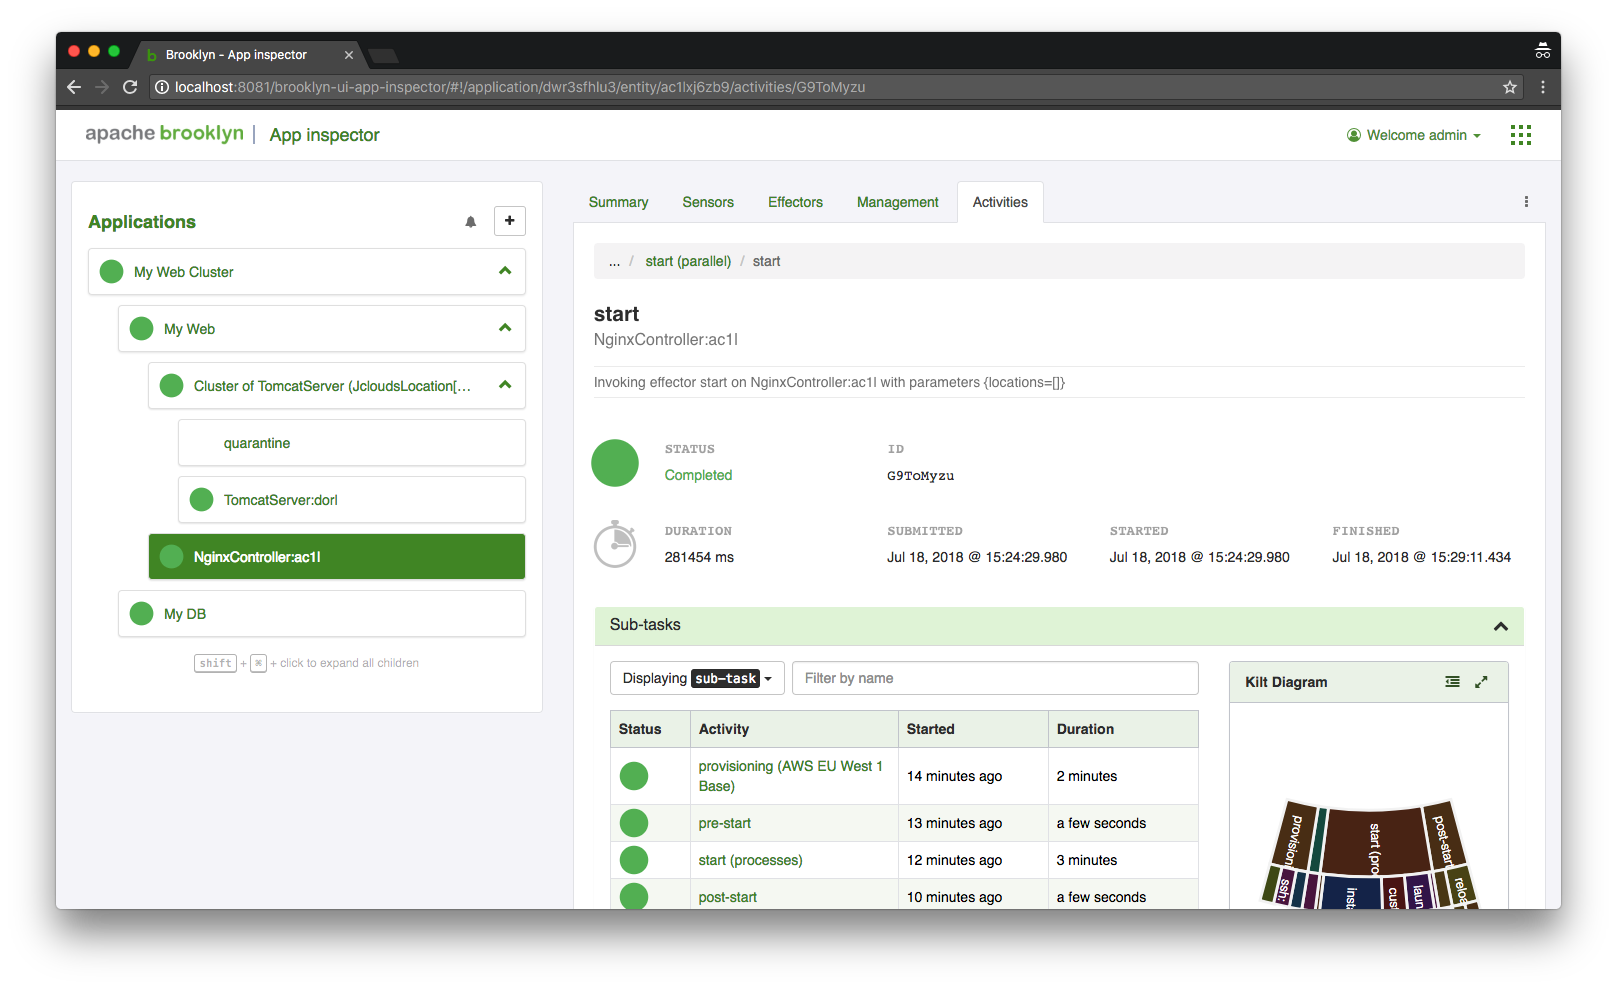 Brooklyn - App inspector
localhost:8081/brooklyn-ui-app-inspector/#!/application/dwr3sfhlu3/entity/ac1lxj6zb9/activities/G9ToMyzu
apache brooklyn | App inspector
Welcome admin
Applications
+
My Web Cluster
My Web
Cluster of TomcatServer (JcloudsLocation[...
quarantine
TomcatServer:dorl
NginxController:ac1l
My DB
shift + ⌘ + click to expand all children
Summary Sensors Effectors Management Activities
... / start (parallel) / start
start
NginxController:ac1l
Invoking effector start on NginxController:ac1l with parameters {locations=[]}
STATUS ID
Completed G9ToMyzu
DURATION SUBMITTED STARTED FINISHED
281454 ms Jul 18, 2018 @ 15:24:29.980 Jul 18, 2018 @ 15:24:29.980 Jul 18, 2018 @ 15:29:11.434
Sub-tasks
Displaying sub-task Filter by name
Status Activity Started Duration
provisioning (AWS EU West 1
Base) 14 minutes ago 2 minutes
pre-start 13 minutes ago a few seconds
start (processes) 12 minutes ago 3 minutes
post-start 10 minutes ago a few seconds
Kilt Diagram
provision
start (pro
post-start
ssh:
insta
cus
laun
reloa